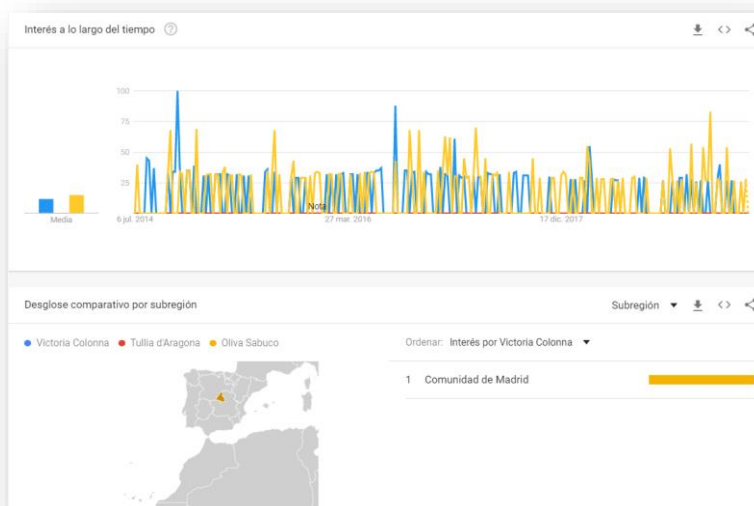 Interés a lo largo del tiempo
100
75
50
25
Nota
Media
6 jul. 2014
27 mar. 2016
17 dic. 2017
Desglose comparativo por subregión
Subregión
Victoria Colonna Tullia d'Aragona Oliva Sabuco
Ordenar: Interés por Victoria Colonna
1 Comunidad de Madrid